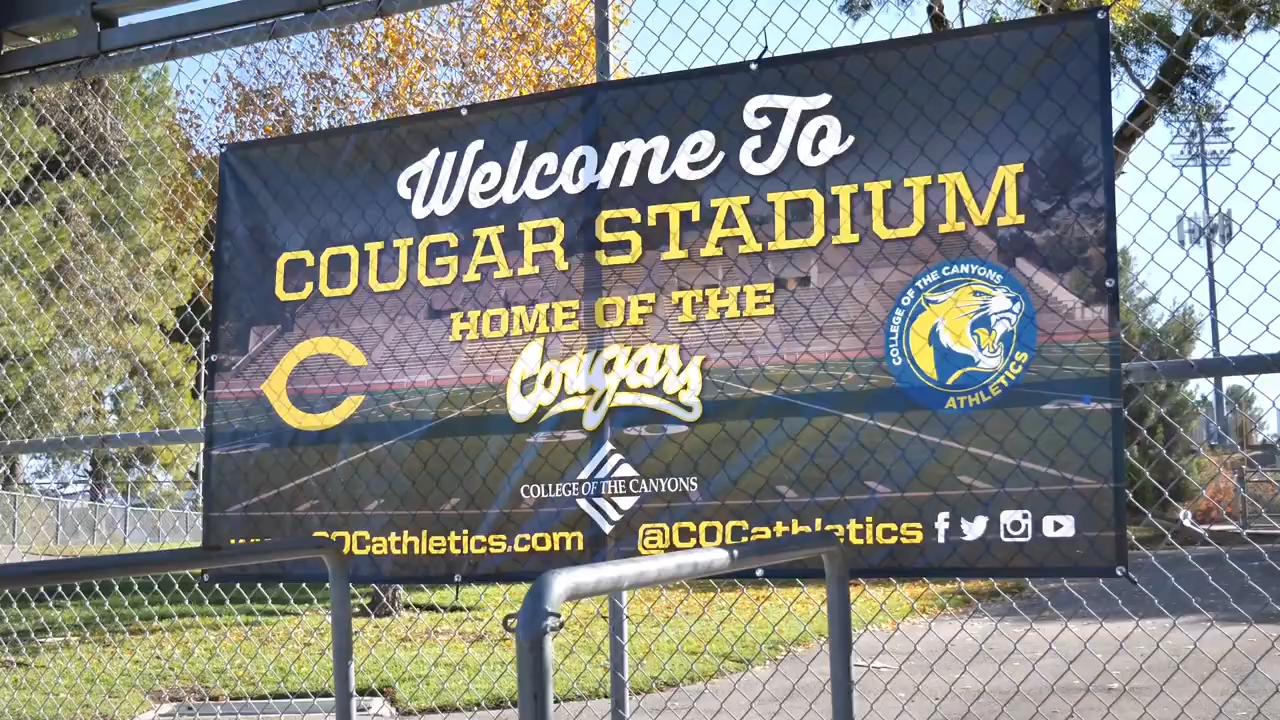 Welcome To
COUGAR STADIUM
HOME OF THE
Cougars
C
COLLEGE OF THE CANYONS
ATHLETICS
COLLEGE OF THE CANYONS
COCathletics.com
@COCathletics